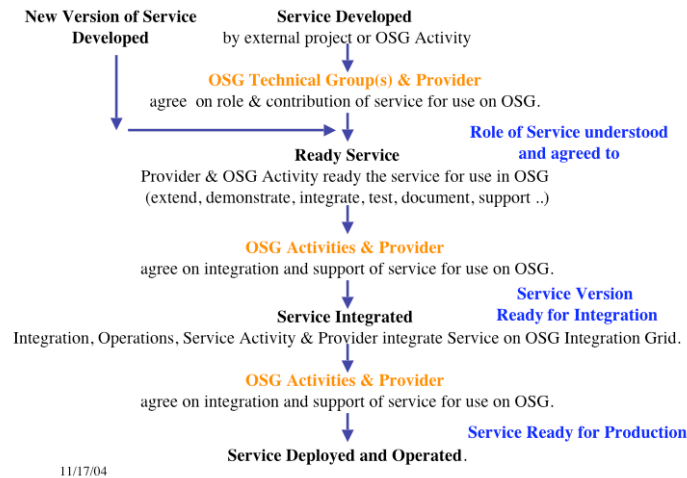 New Version of Service
Developed
Service Developed
by external project or OSG Activity
OSG Technical Group(s) & Provider
agree on role & contribution of service for use on OSG.
Role of Service understood
and agreed to
Ready Service
Provider & OSG Activity ready the service for use in OSG
(extend, demonstrate, integrate, test, document, support ..)
OSG Activities & Provider
agree on integration and support of service for use on OSG.
Service Version
Ready for Integration
Service Integrated
Integration, Operations, Service Activity & Provider integrate Service on OSG Integration Grid.
OSG Activities & Provider
agree on integration and support of service for use on OSG.
Service Ready for Production
Service Deployed and Operated.
11/17/04